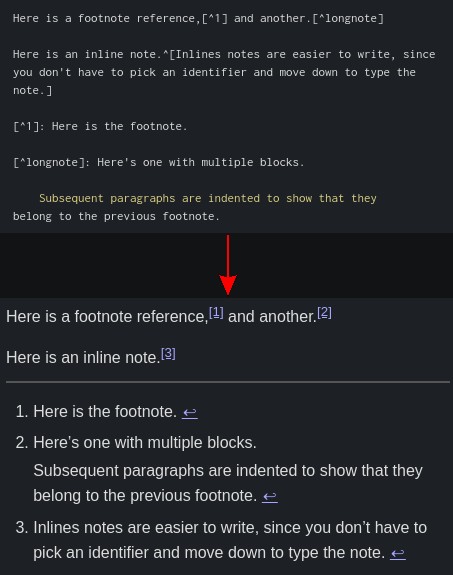 Here is a footnote reference,[^1] and another.[^longnote]
Here is an inline note.^[Inlines notes are easier to write, since
you don't have to pick an identifier and move down to type the
note.]
[^1]: Here is the footnote.
[^longnote]: Here's one with multiple blocks.
Subsequent paragraphs are indented to show that they
belong to the previous footnote.
Here is a footnote reference,[1] and another.[2]
Here is an inline note.[3]
1. Here is the footnote. ↩
2. Here’s one with multiple blocks.
Subsequent paragraphs are indented to show that they
belong to the previous footnote. ↩
3. Inlines notes are easier to write, since you don’t have to
pick an identifier and move down to type the note. ↩